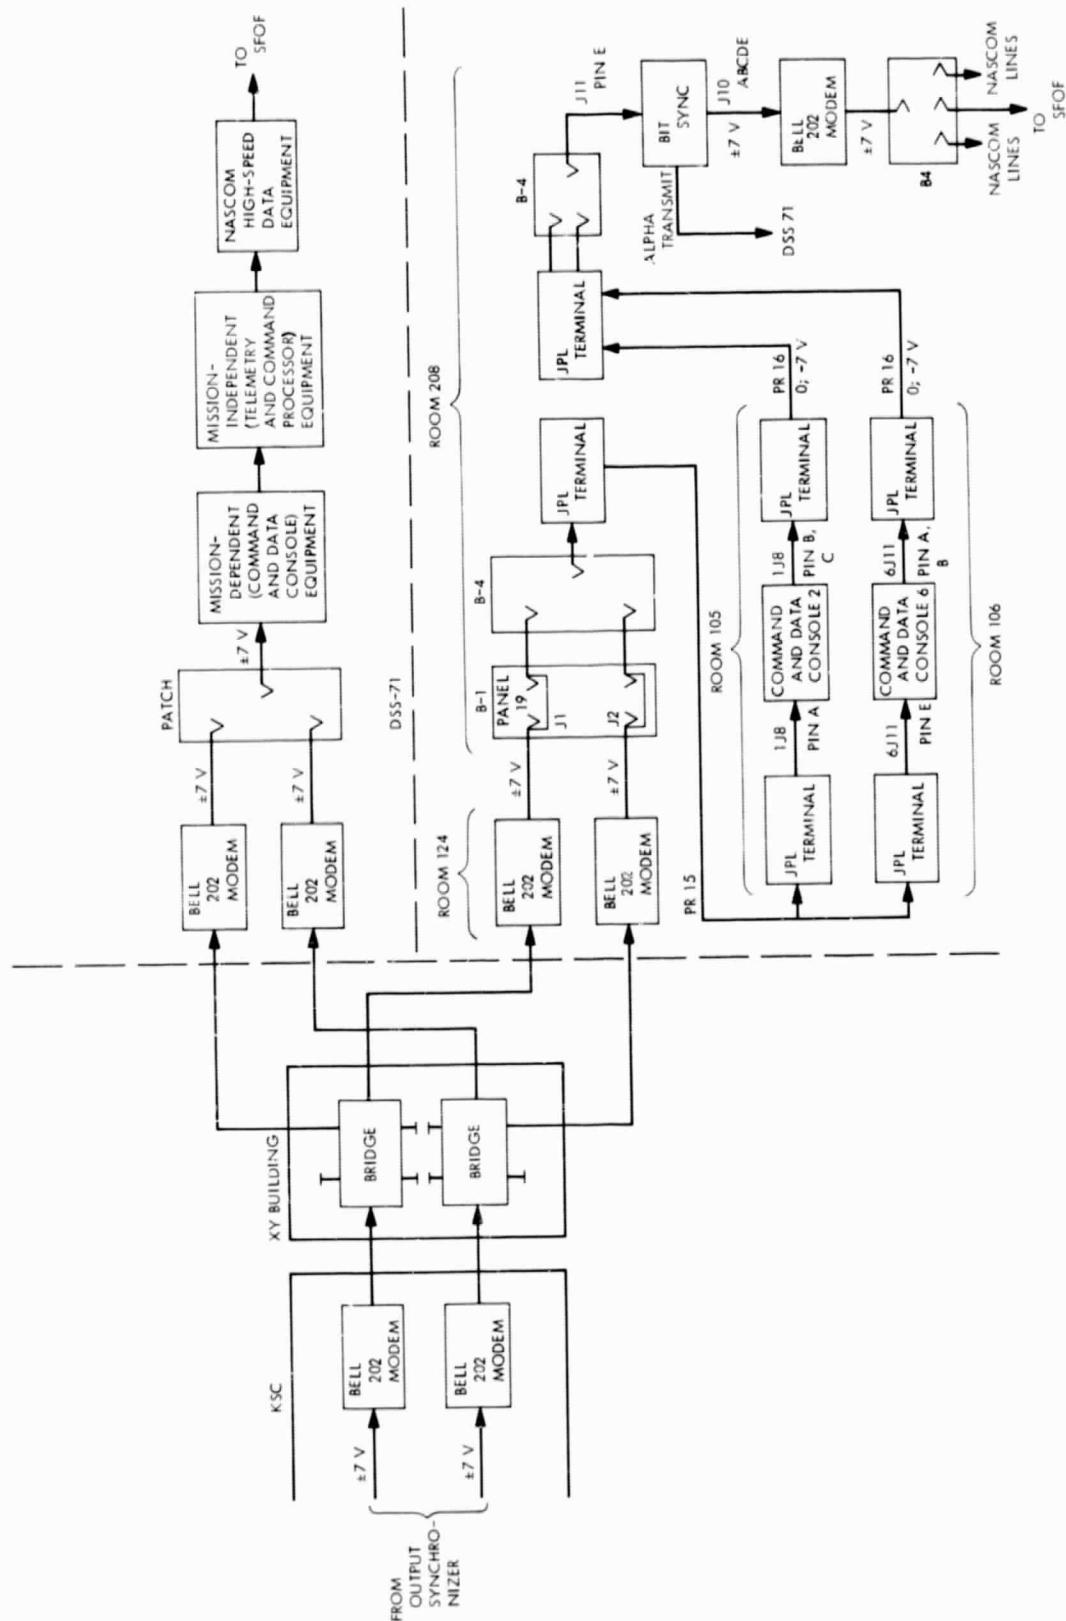 FROM
OUTPUT
SYNCHRO-
NIZER
±7 V
±7 V
KSC
BELL
202
MODEM
BELL
202
MODEM
XY BUILDING
BRIDGE
BRIDGE
BELL
202
MODEM
BELL
202
MODEM
±7 V
±7 V
PATCH
±7 V
MISSION-
DEPENDENT
(COMMAND
AND DATA
CONSOLE)
EQUIPMENT
MISSION-
INDEPENDENT
(TELEMETRY
AND COMMAND
PROCESSOR)
EQUIPMENT
NASCOM
HIGH-SPEED
DATA
EQUIPMENT
TO
SFOF
DSS-71
ROOM 124
BELL
202
MODEM
BELL
202
MODEM
±7 V
±7 V
ROOM 208
B-1
PANEL
19
J1
J2
B-4
JPL
TERMINAL
PR 15
ROOM 105
JPL
TERMINAL
1J8
PIN A
COMMAND
AND DATA
CONSOLE 2
1J8
PIN B,
C
JPL
TERMINAL
PR 16
0; -7 V
JPL
TERMINAL
6J11
PIN E
COMMAND
AND DATA
CONSOLE 6
6J11
PIN A,
B
JPL
TERMINAL
PR 16
0; -7 V
ROOM 106
JPL
TERMINAL
B-4
J11
PIN E
BIT
SYNC
ALPHA
TRANSMIT
DSS 71
±7 V
J10
ABCDE
BELL
202
MODEM
±7 V
B4
NASCOM
LINES
TO
SFOF
NASCOM
LINES